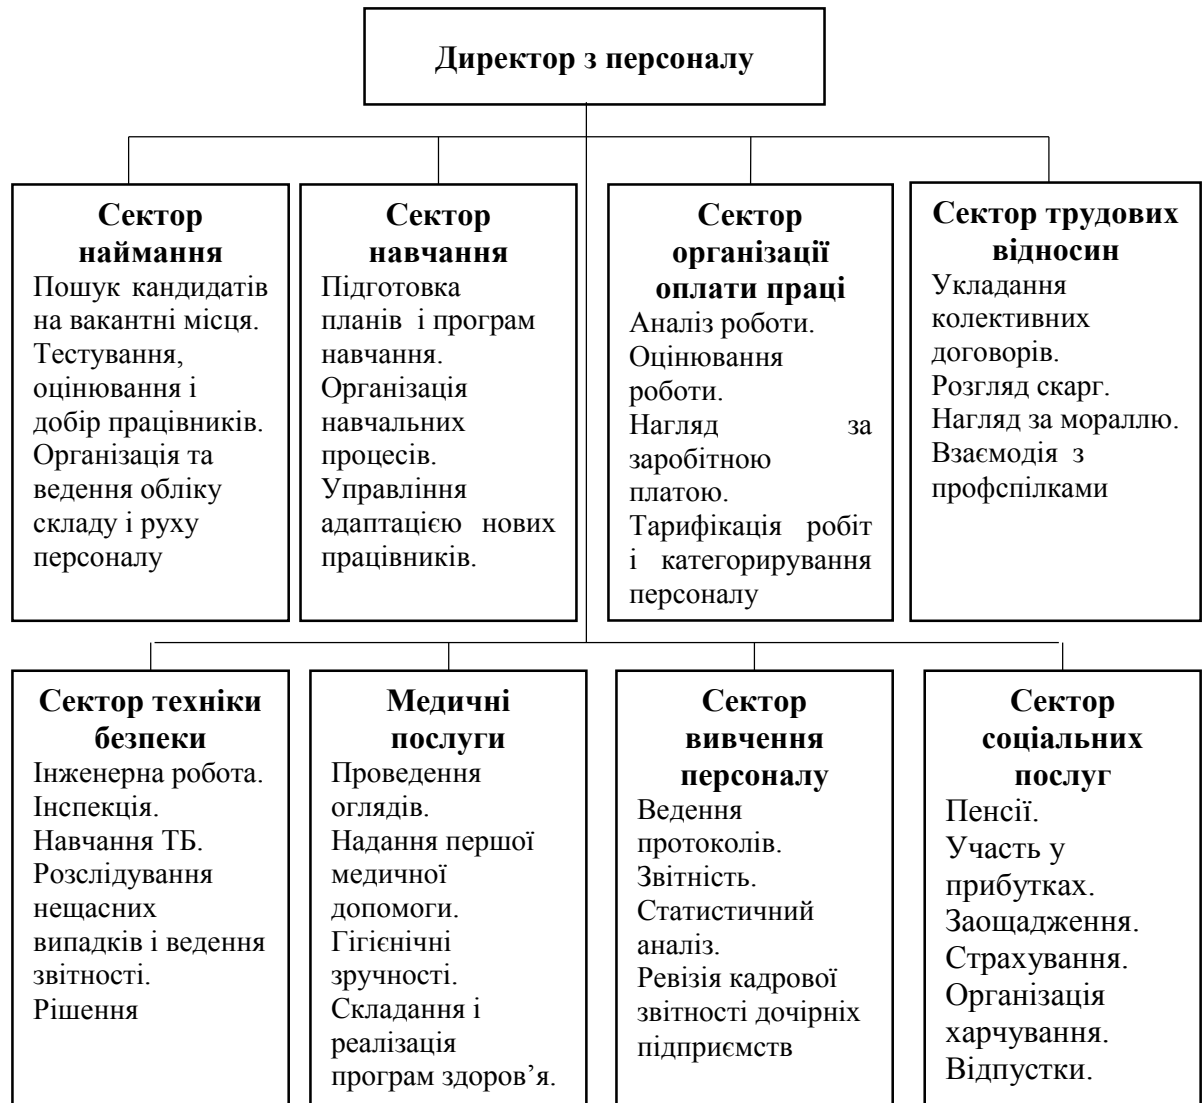 Директор з персоналу
Сектор
наймання
Пошук кандидатів
на вакантні місця.
Тестування,
оцінювання і
добір працівників.
Організація та
ведення обліку
складу і руху
персоналу
Сектор
навчання
Підготовка
планів і програм
навчання.
Організація
навчальних
процесів.
Управління
адаптацією нових
працівників.
Сектор
організації
оплати праці
Аналіз роботи.
Оцінювання
роботи.
Нагляд за
заробітною
платою.
Тарифікація робіт
і категорирування
персоналу
Сектор трудових
відносин
Укладання
колективних
договорів.
Розгляд скарг.
Нагляд за мораллю.
Взаємодія з
профспілками
Сектор техніки
безпеки
Інженерна робота.
Інспекція.
Навчання ТБ.
Розслідування
нещасних
випадків і ведення
звітності.
Рішення
Медичні
послуги
Проведення
оглядів.
Надання першої
медичної
допомоги.
Гігієнічні
зручності.
Складання і
реалізація
програм здоров’я.
Сектор
вивчення
персоналу
Ведення
протоколів.
Звітність.
Статистичний
аналіз.
Ревізія кадрової
звітності дочірніх
підприємств
Сектор
соціальних
послуг
Пенсії.
Участь у
прибутках.
Заощадження.
Страхування.
Організація
харчування.
Відпустки.